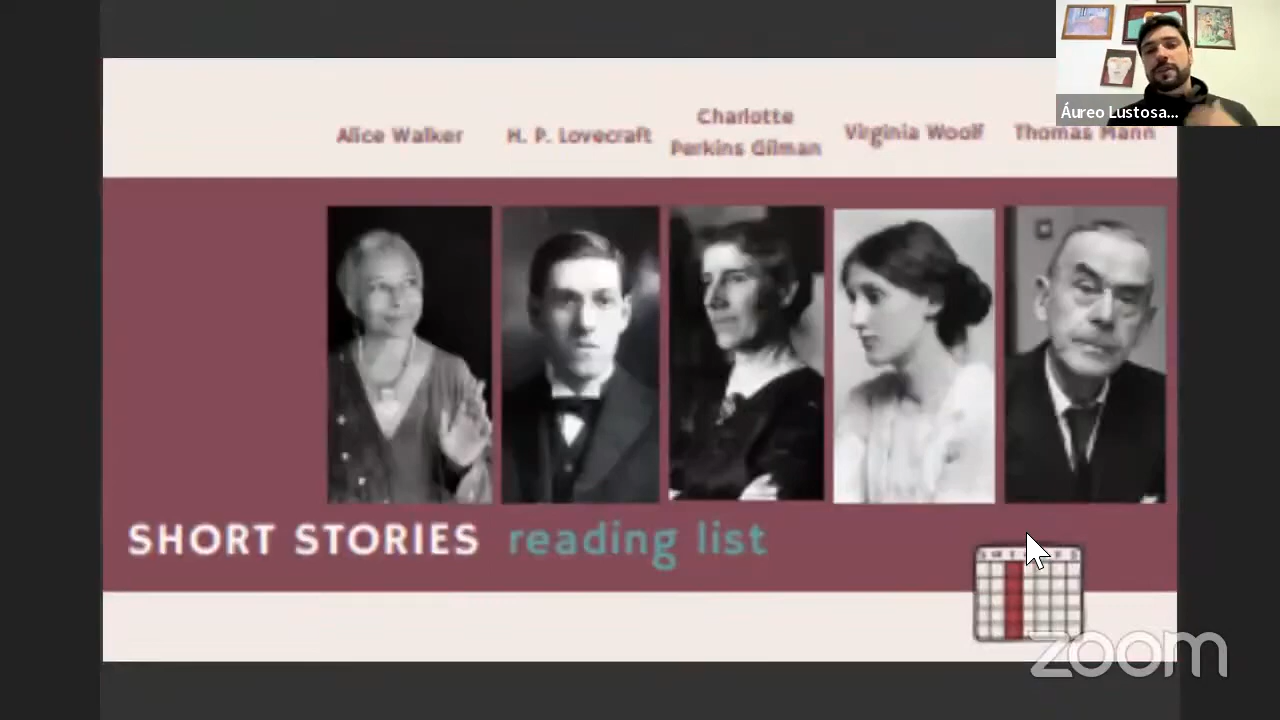 Alice Walker
H. P. Lovecraft
Charlotte
Perkins Gilman
Virginia Woolf
Thomas Mann
Áureo Lustosa...
SHORT STORIES reading list
zoom